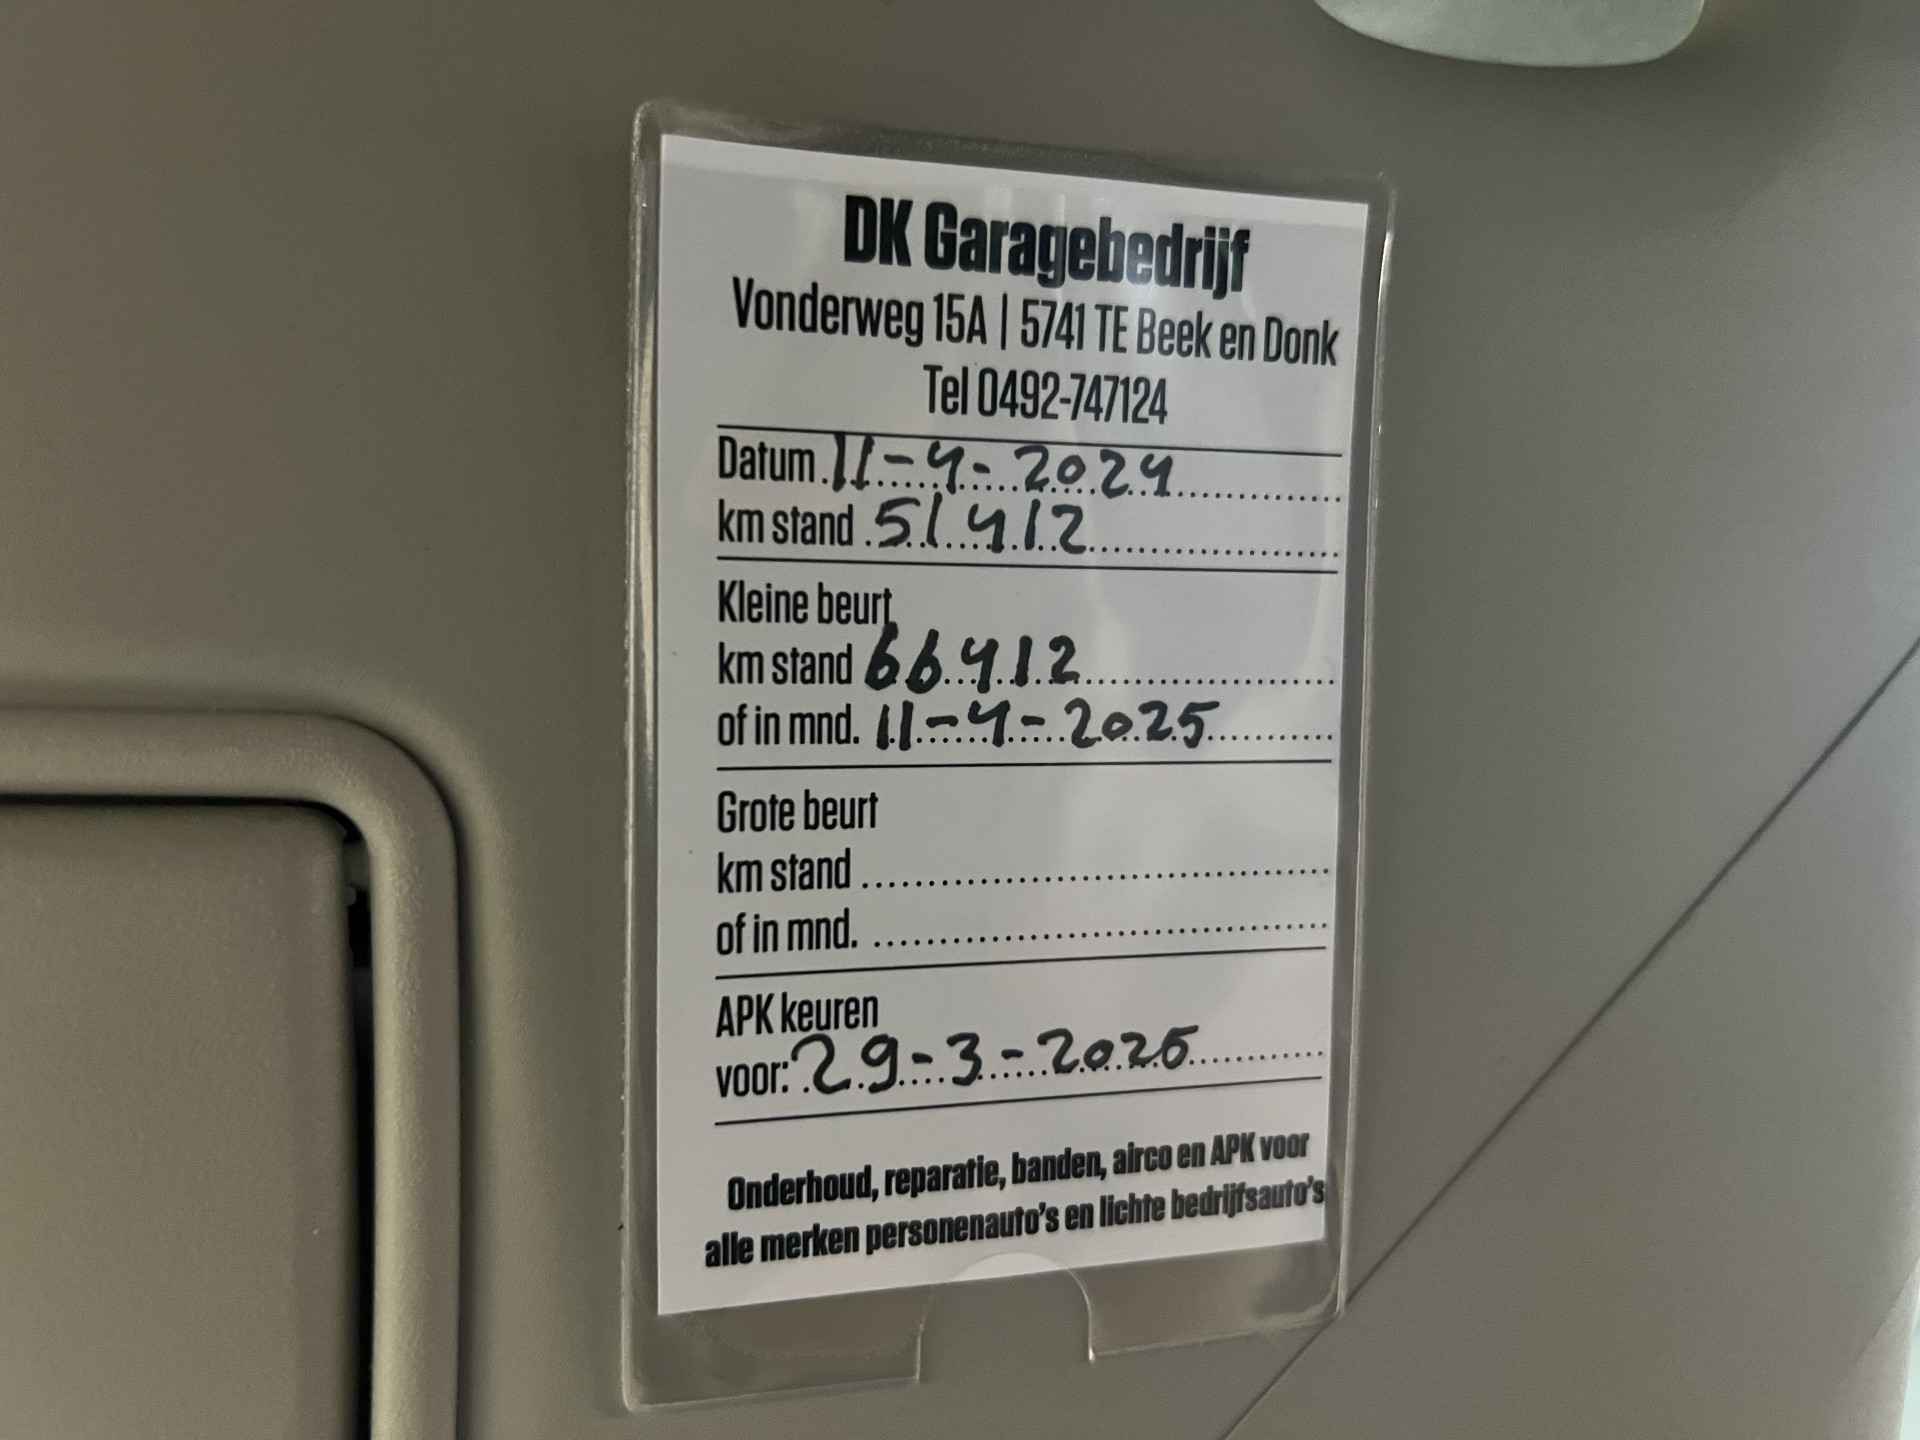 DK Garagebedrijf
Vonderweg 15A | 5741 TE Beek en Donk
Tel 0492-747124
Datum 11-4-2024
km stand 51412
Kleine beurt
km stand 66412
of in mnd. 11-4-2025
Grote beurt
km stand
of in mnd.
APK keuren
voor: 29-3-2026
Onderhoud, reparatie, banden, airco en APK voor
alle merken personenauto's en lichte bedrijfsauto's